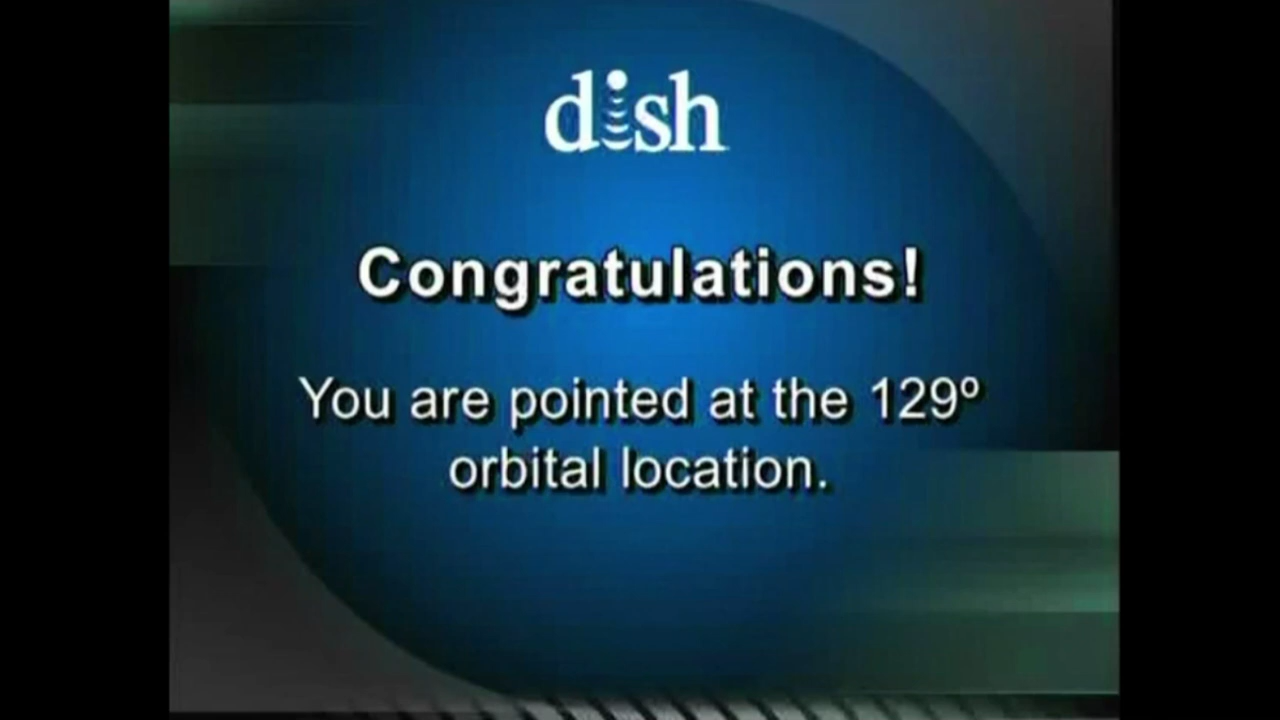 dish
Congratulations!
You are pointed at the 129º
orbital location.